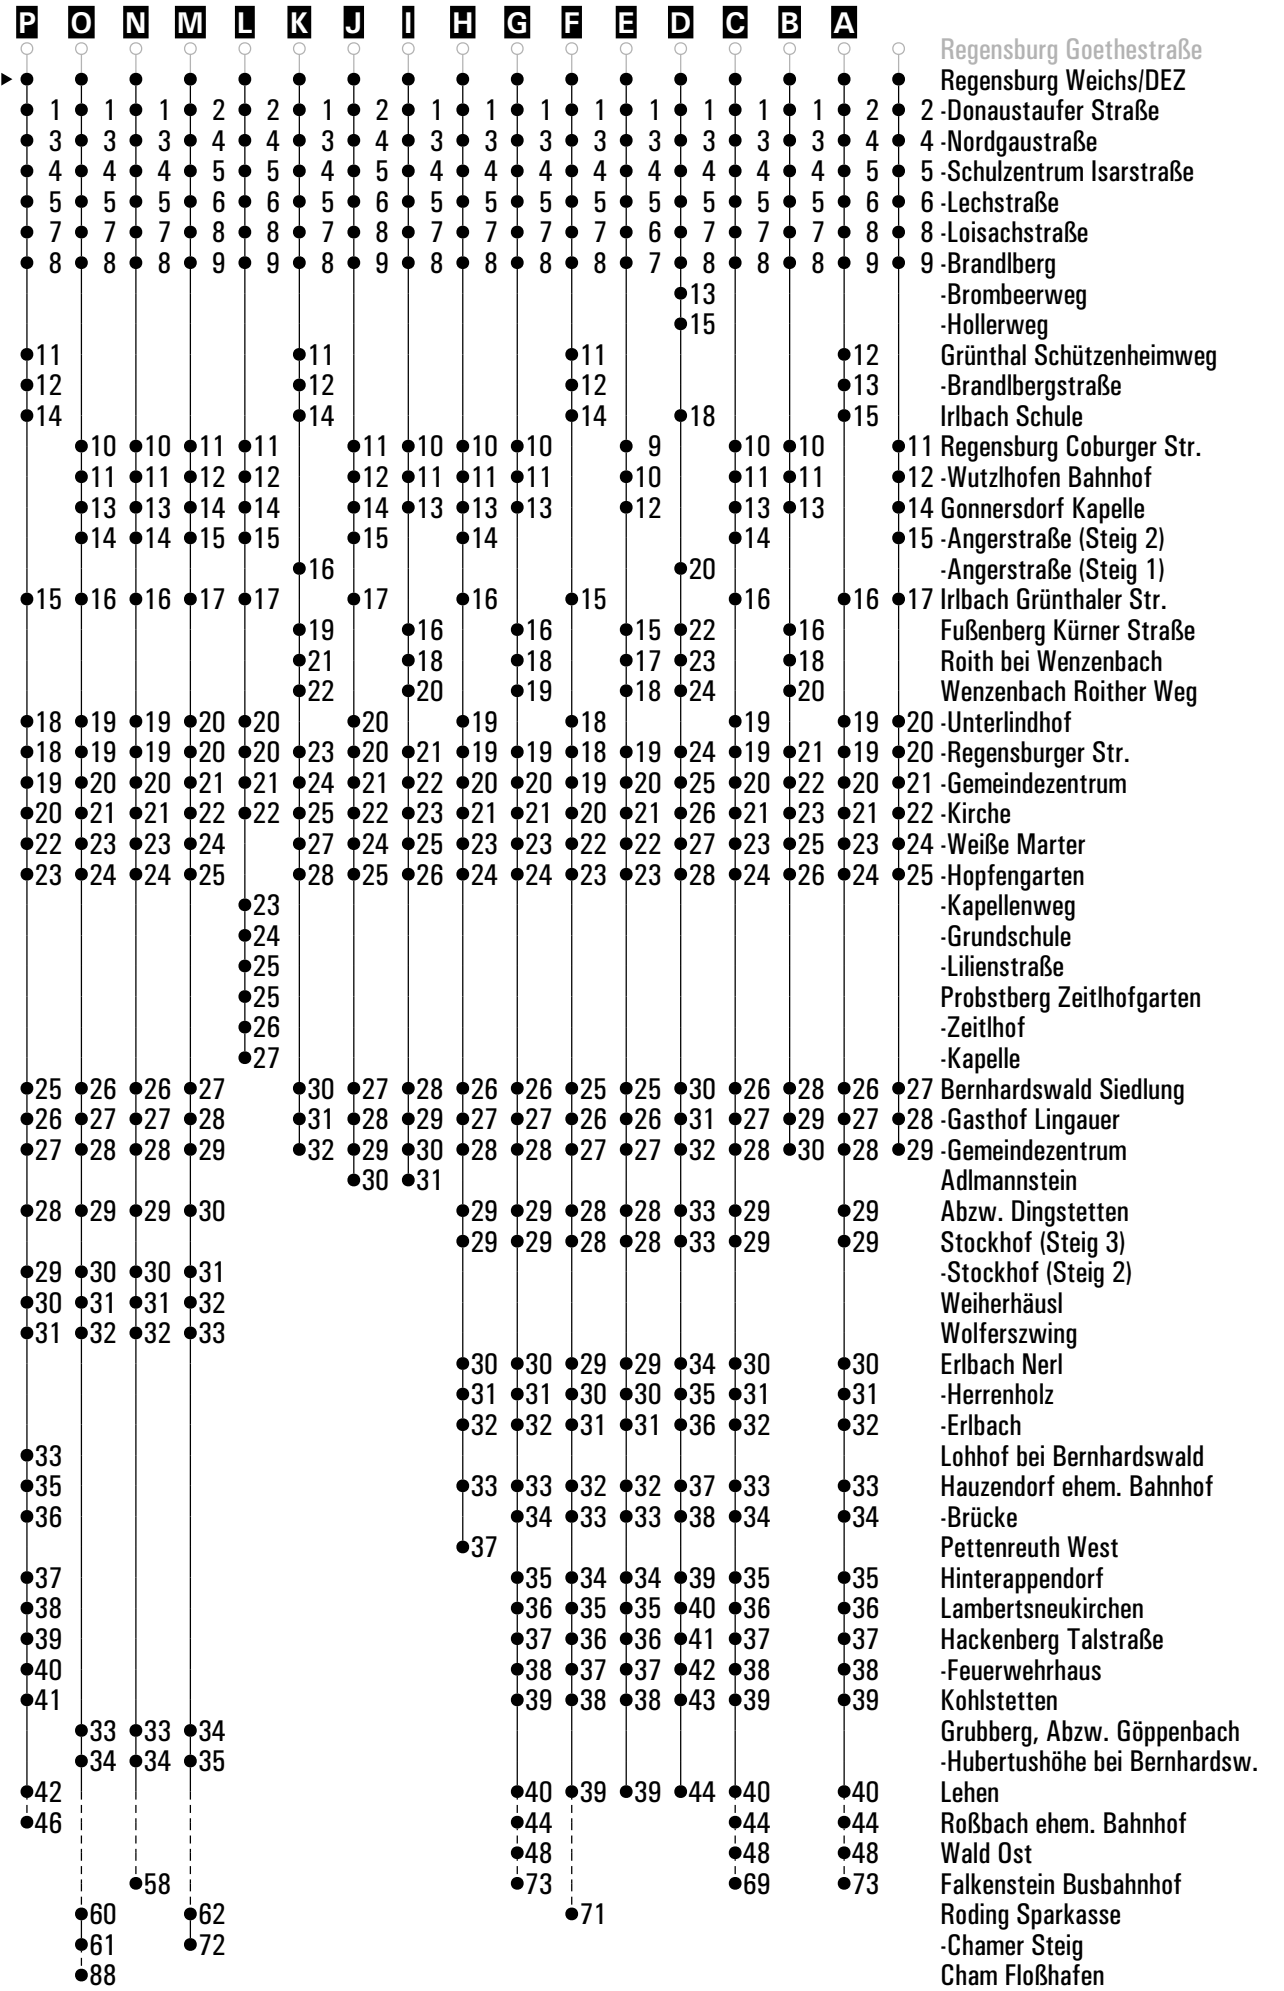 P O N M L K J I H G F E D C B A
Regensburg Goethestraße
Regensburg Weichs/DEZ
1 1 1 2 2 1 2 1 1 1 1 1 1 1 1 2 2 -Donaustaufer Straße
3 3 3 4 4 3 4 3 3 3 3 3 3 3 3 4 4 -Nordgaustraße
4 4 4 5 5 4 5 4 4 4 4 4 4 4 4 5 5 -Schulzentrum Isarstraße
5 5 5 6 6 5 6 5 5 5 5 5 5 5 5 6 6 -Lechstraße
7 7 7 8 8 7 8 7 7 7 7 6 7 7 7 8 8 -Loisachstraße
8 8 8 9 9 8 9 8 8 8 8 7 8 8 8 9 9 -Brandlberg
13 -Brombeerweg
15 -Hollerweg
11 11 11 12 Grünthal Schützenheimweg
12 12 12 13 -Brandlbergstraße
14 14 14 18 15 Irlbach Schule
10 10 11 11 11 10 10 10 9 10 10 11 Regensburg Coburger Str.
11 11 12 12 12 11 11 11 10 11 11 12 -Wutzlhofen Bahnhof
13 13 14 14 14 13 13 13 12 13 13 14 Gonnersdorf Kapelle
14 14 15 15 15 14 14 15 -Angerstraße (Steig 2)
16 20 -Angerstraße (Steig 1)
15 16 16 17 17 17 16 15 16 16 17 Irlbach Grünthaler Str.
19 16 16 15 22 16 Fußenberg Kürner Straße
21 18 18 17 23 18 Roith bei Wenzenbach
22 20 19 18 24 20 Wenzenbach Roither Weg
18 19 19 20 20 20 19 18 19 19 20 -Unterlindhof
18 19 19 20 20 23 20 21 19 19 18 19 24 19 21 19 20 -Regensburger Str.
19 20 20 21 21 24 21 22 20 20 19 20 25 20 22 20 21 -Gemeindezentrum
20 21 21 22 22 25 22 23 21 21 20 21 26 21 23 21 22 -Kirche
22 23 23 24 27 24 25 23 23 22 22 27 23 25 23 24 -Weiße Marter
23 24 24 25 28 25 26 24 24 23 23 28 24 26 24 25 -Hopfengarten
23 -Kapellenweg
24 -Grundschule
25 -Lilienstraße
25 Probstberg Zeitlhofgarten
26 -Zeitlhof
27 -Kapelle
25 26 26 27 30 27 28 26 26 25 25 30 26 28 26 27 Bernhardswald Siedlung
26 27 27 28 31 28 29 27 27 26 26 31 27 29 27 28 -Gasthof Lingauer
27 28 28 29 32 29 30 28 28 27 27 32 28 30 28 29 -Gemeindezentrum
30 31 Adlmannstein
28 29 29 30 29 29 28 28 33 29 29 Abzw. Dingstetten
29 29 28 28 33 29 29 Stockhof (Steig 3)
29 30 30 31 -Stockhof (Steig 2)
30 31 31 32 Weiherhäusl
31 32 32 33 Wolferszwing
30 30 29 29 34 30 30 Erlbach Nerl
31 31 30 30 35 31 31 -Herrenholz
32 32 31 31 36 32 32 -Erlbach
33 Lohhof bei Bernhardswald
35 33 33 32 32 37 33 33 Hauzendorf ehem. Bahnhof
36 34 33 33 38 34 34 -Brücke
37 Pettenreuth West
37 35 34 34 39 35 35 Hinterappendorf
38 36 35 35 40 36 36 Lambertsneukirchen
39 37 36 36 41 37 37 Hackenberg Talstraße
40 38 37 37 42 38 38 -Feuerwehrhaus
41 39 38 38 43 39 39 Kohlstetten
33 33 34 Grubberg, Abzw. Göppenbach
34 34 35 -Hubertushöhe bei Bernhardsw.
42 40 39 39 44 40 40 Lehen
46 44 44 44 Roßbach ehem. Bahnhof
48 48 48 Wald Ost
58 73 69 73 Falkenstein Busbahnhof
60 62 71 Roding Sparkasse
61 72 -Chamer Steig
88 Cham Floßhafen